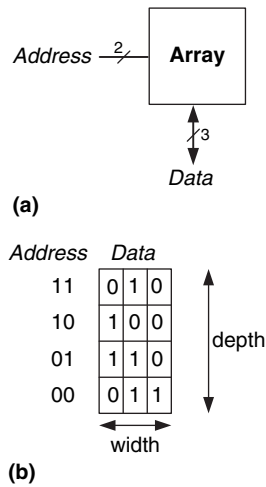 2
Address Array
3
Data
(a)
Address Data
11 0 1 0
10 1 0 0
01 1 1 0
00 0 1 1
depth
width
(b)